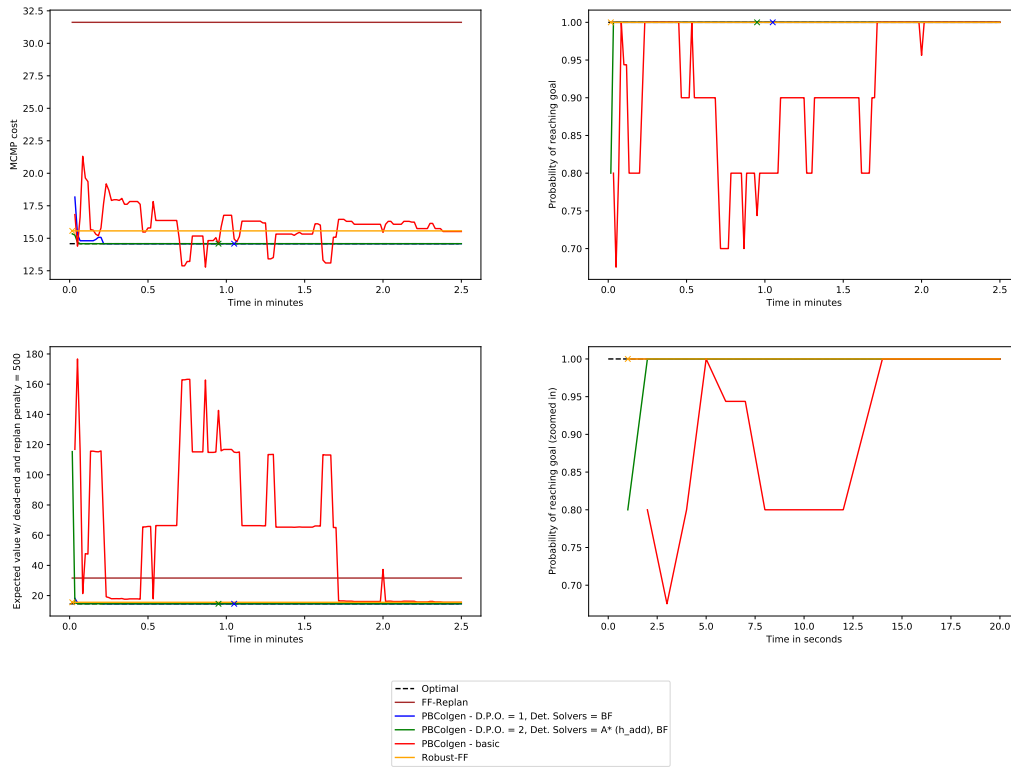 32.5
30.0
27.5
25.0
22.5
20.0
17.5
15.0
12.5
MCMP cost
0.0 0.5 1.0 1.5 2.0 2.5
Time in minutes
1.00
0.95
0.90
0.85
0.80
0.75
0.70
Probability of reaching goal
0.0 0.5 1.0 1.5 2.0 2.5
Time in minutes
180
160
140
120
100
80
60
40
20
Expected value w/ dead-end and replan penalty = 500
0.0 0.5 1.0 1.5 2.0 2.5
Time in minutes
1.00
0.95
0.90
0.85
0.80
0.75
0.70
Probability of reaching goal (zoomed in)
0.0 2.5 5.0 7.5 10.0 12.5 15.0 17.5 20.0
Time in seconds
Optimal
FF-Replan
PBColgen - D.P.O. = 1, Det. Solvers = BF
PBColgen - D.P.O. = 2, Det. Solvers = A* (h_add), BF
PBColgen - basic
Robust-FF